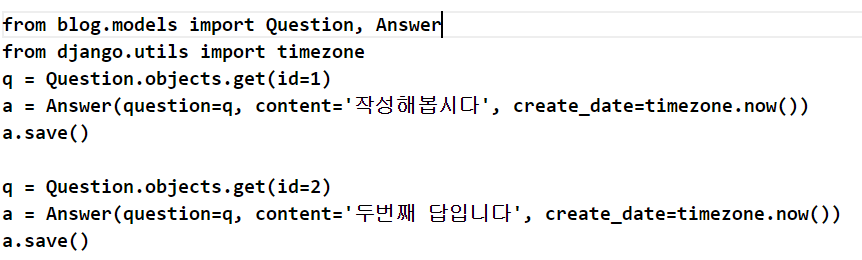 from blog.models import Question, Answer
from django.utils import timezone
q = Question.objects.get(id=1)
a = Answer(question=q, content='작성해봅시다', create_date=timezone.now())
a.save()

q = Question.objects.get(id=2)
a = Answer(question=q, content='두번째 답입니다', create_date=timezone.now())
a.save()